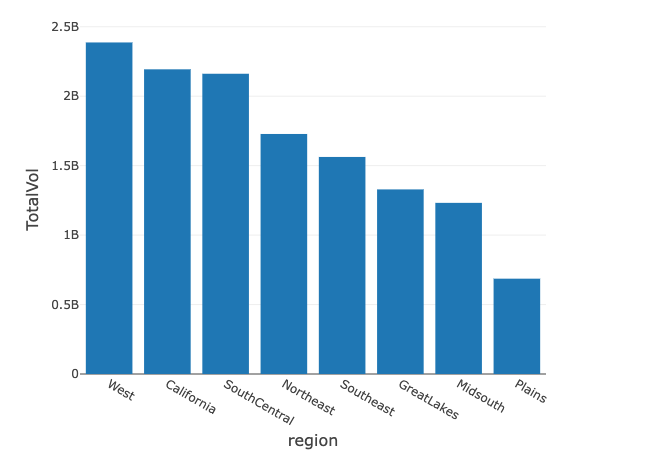 2.5B
2B
1.5B
1B
0.5B
0
TotalVol
West
California
SouthCentral
Northeast
Southeast
GreatLakes
Midsouth
Plains
region